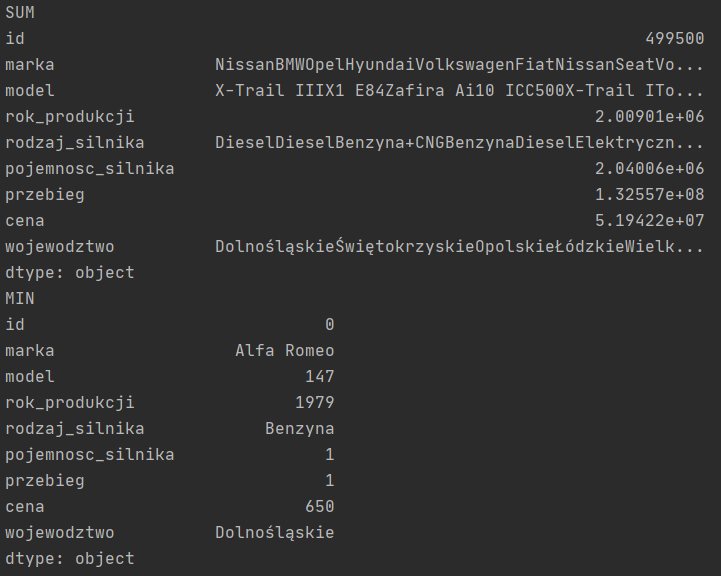 SUM
id 499500
marka NissanBMWOpelHyundaiVolkswagenFiatNissanSeatVo...
model X-Trail IIIX1 E84Zafira Ai10 ICC500X-Trail ITo...
rok_produkcji 2.00901e+06
rodzaj_silnika DieselDieselBenzyna+CNGBenzynaDieselElektryczn...
pojemnosc_silnika 2.04006e+06
przebieg 1.32557e+08
cena 5.19422e+07
wojewodztwo DolnośląskieŚwiętokrzyskieOpolskieŁódzkieWielk...
dtype: object
MIN
id 0
marka Alfa Romeo
model 147
rok_produkcji 1979
rodzaj_silnika Benzyna
pojemnosc_silnika 1
przebieg 1
cena 650
wojewodztwo Dolnośląskie
dtype: object